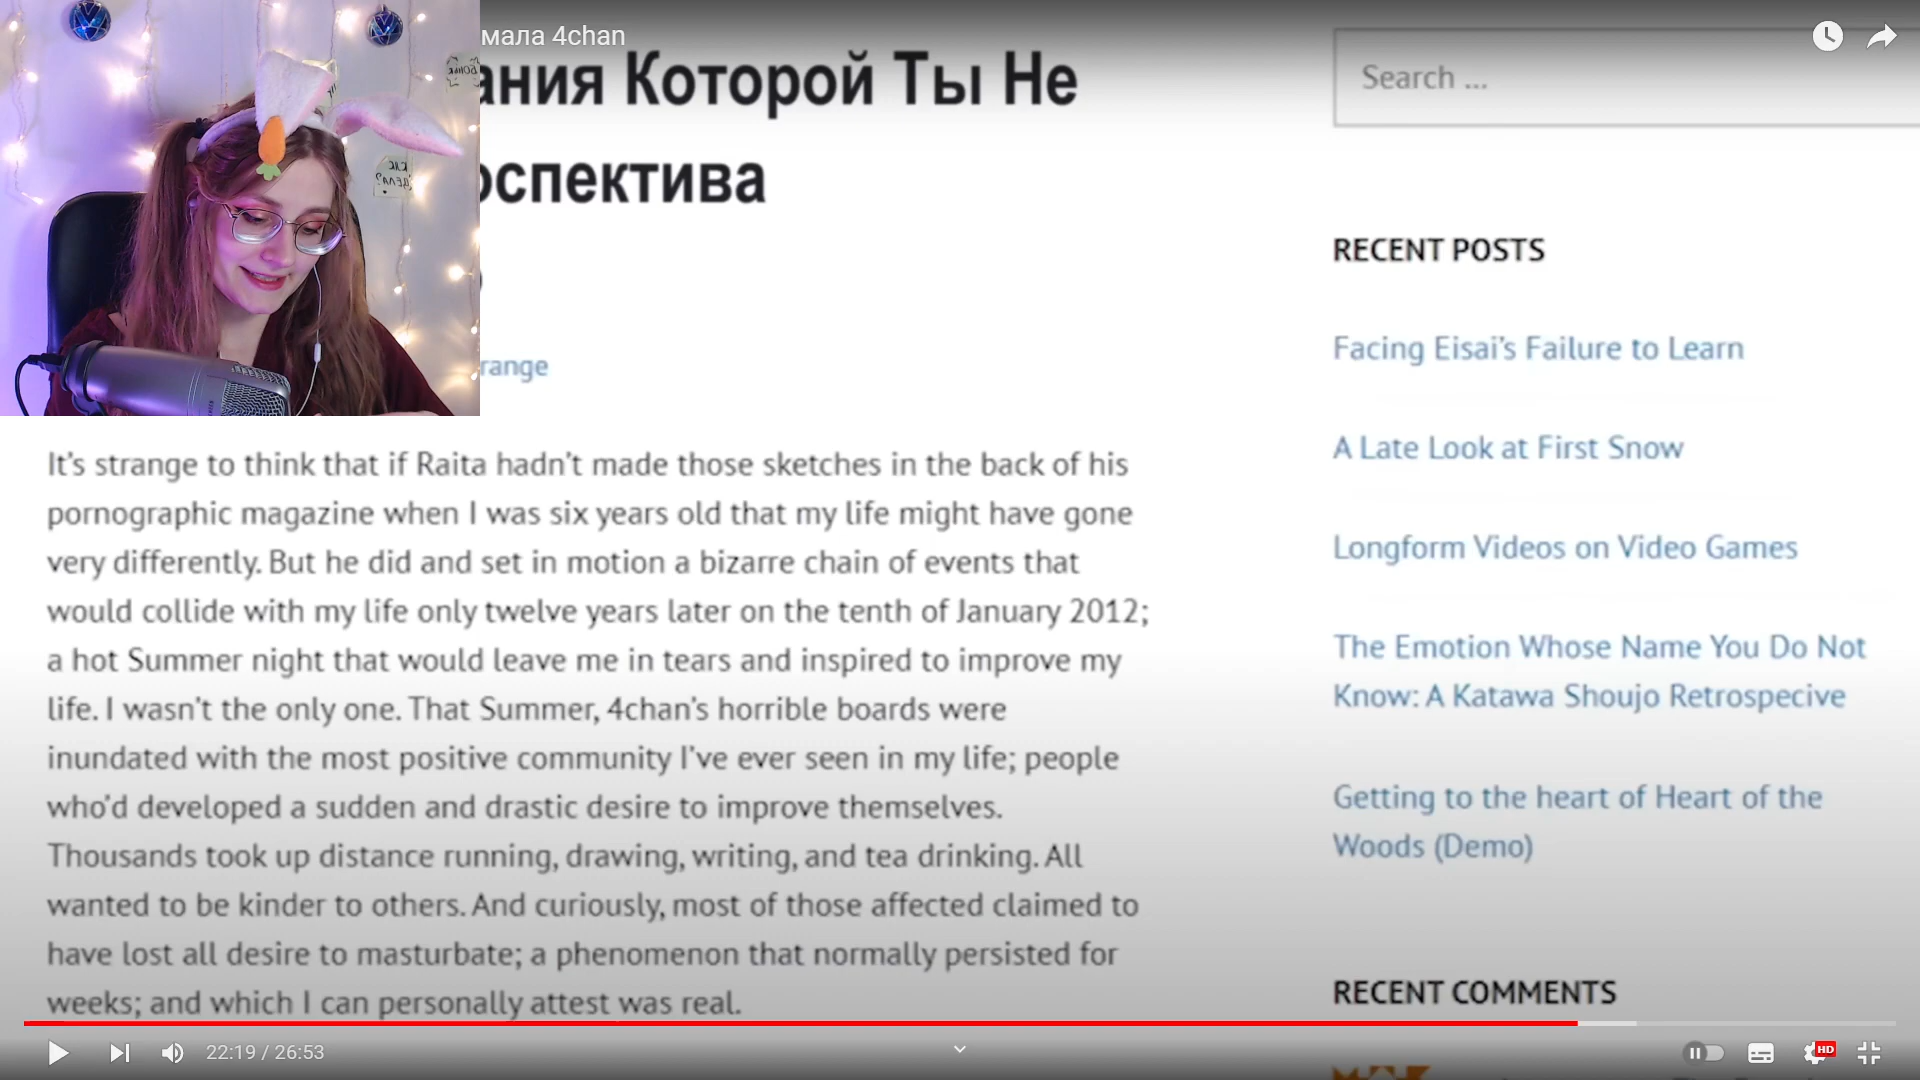 мала 4chan
ания Которой Ты Не
оспектива
range
It's strange to think that if Raita hadn't made those sketches in the back of his
pornographic magazine when I was six years old that my life might have gone
very differently. But he did and set in motion a bizarre chain of events that
would collide with my life only twelve years later on the tenth of January 2012;
a hot Summer night that would leave me in tears and inspired to improve my
life. I wasn't the only one. That Summer, 4chan's horrible boards were
inundated with the most positive community I've ever seen in my life; people
who'd developed a sudden and drastic desire to improve themselves.
Thousands took up distance running, drawing, writing, and tea drinking. All
wanted to be kinder to others. And curiously, most of those affected claimed to
have lost all desire to masturbate; a phenomenon that normally persisted for
weeks; and which I can personally attest was real.
Search ...
RECENT POSTS
Facing Eisai's Failure to Learn
A Late Look at First Snow
Longform Videos on Video Games
The Emotion Whose Name You Do Not
Know: A Katawa Shoujo Retrospecive
Getting to the heart of Heart of the
Woods (Demo)
RECENT COMMENTS
22:19 / 26:53
HD